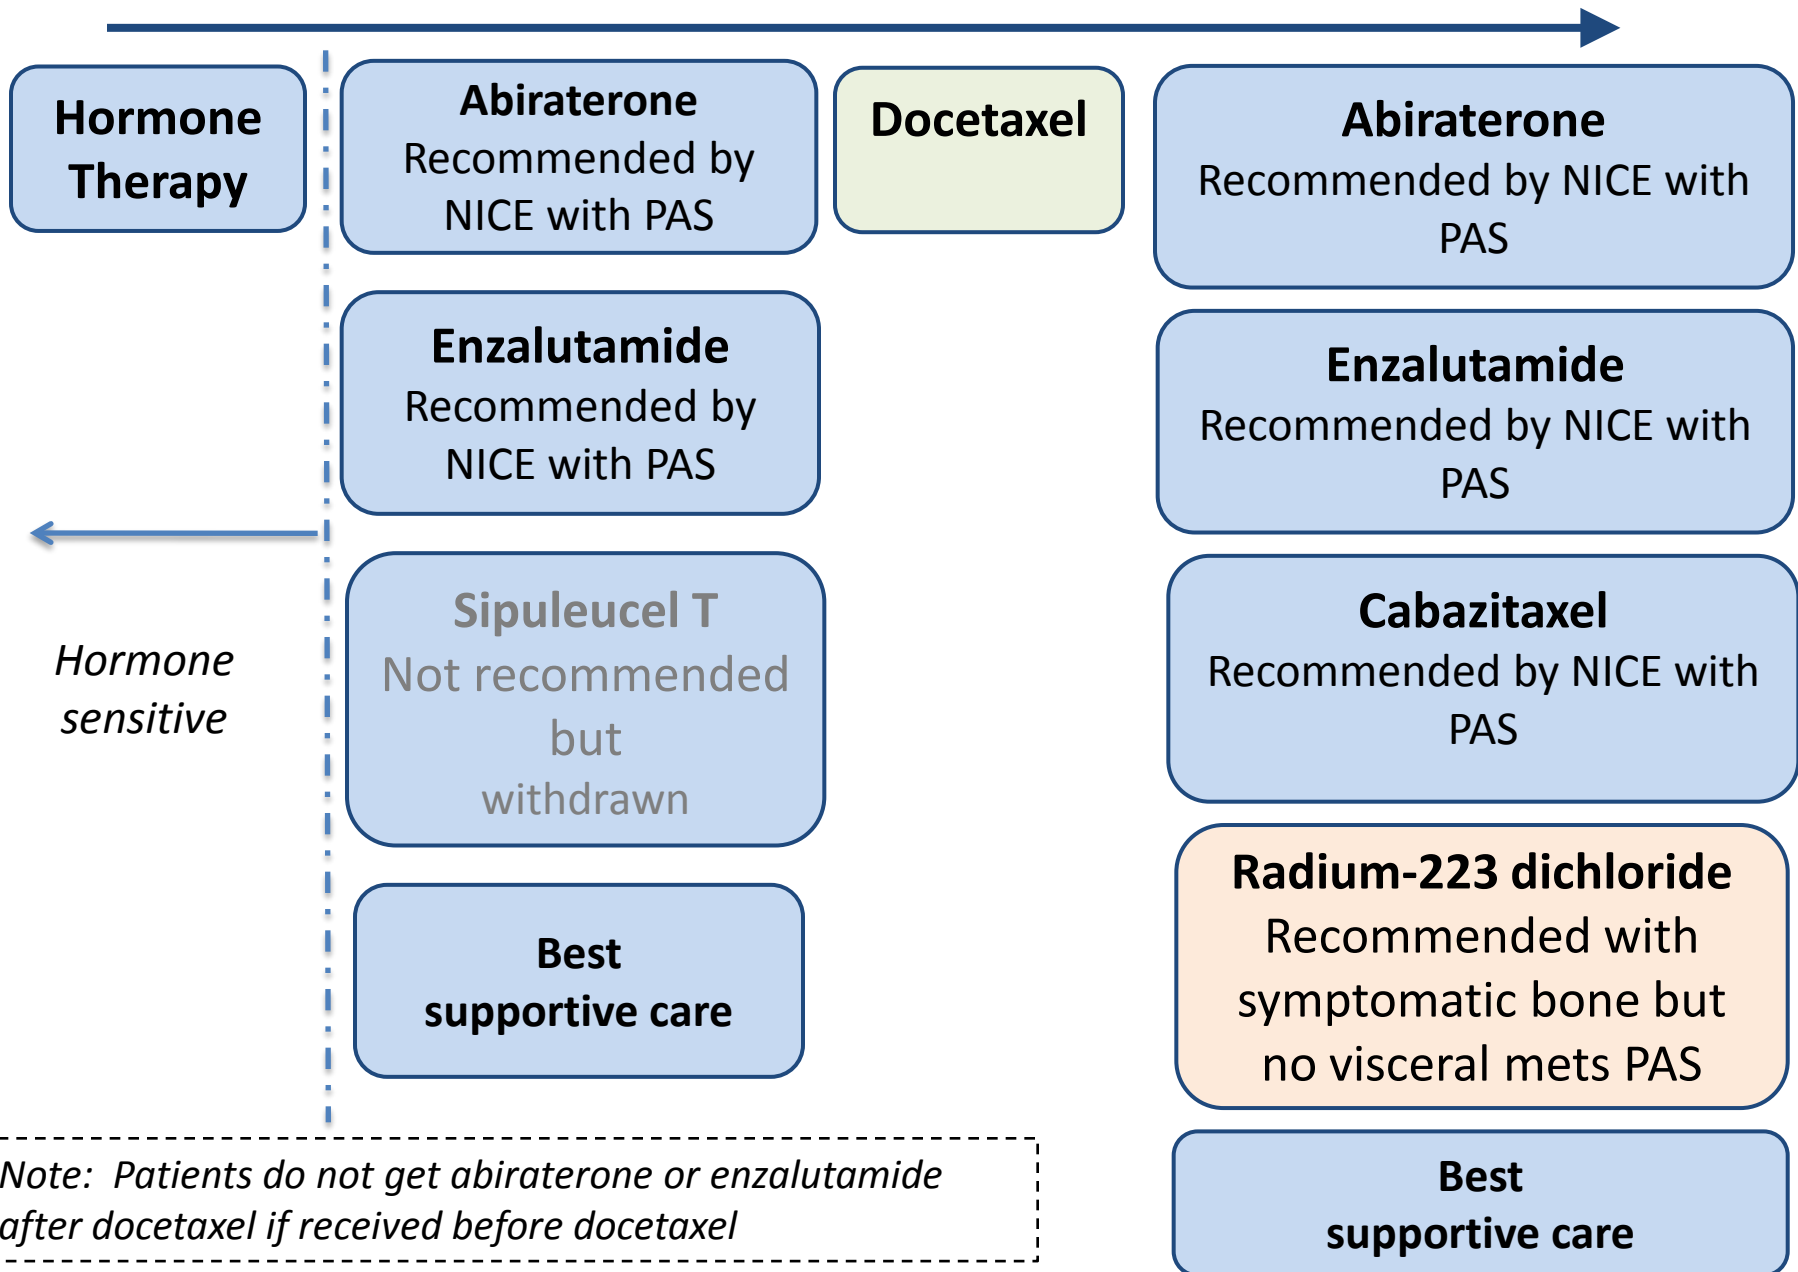 Hormone
Therapy
Abiraterone
Recommended by
NICE with PAS
Enzalutamide
Recommended by
NICE with PAS
Sipuleucel T
Not recommended
but
withdrawn
Best
supportive care
Docetaxel
Abiraterone
Recommended by NICE with
PAS
Enzalutamide
Recommended by NICE with
PAS
Cabazitaxel
Recommended by NICE with
PAS
Radium-223 dichloride
Recommended with
symptomatic bone but
no visceral mets PAS
Best
supportive care
Hormone
sensitive
Note: Patients do not get abiraterone or enzalutamide
after docetaxel if received before docetaxel